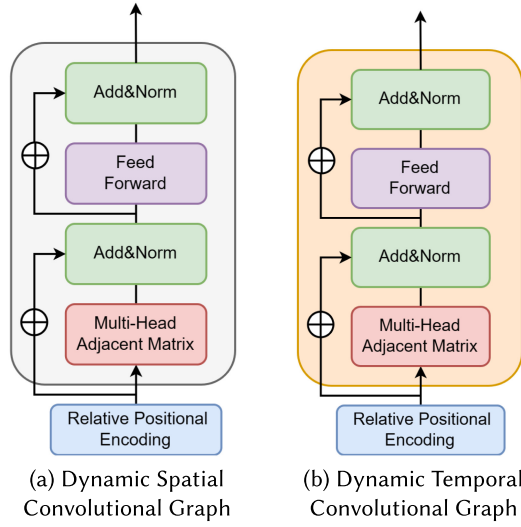 Add&Norm
Feed
Forward
Add&Norm
Multi-Head
Adjacent Matrix
Relative Positional
Encoding
(a) Dynamic Spatial
Convolutional Graph
Add&Norm
Feed
Forward
Add&Norm
Multi-Head
Adjacent Matrix
Relative Positional
Encoding
(b) Dynamic Temporal
Convolutional Graph